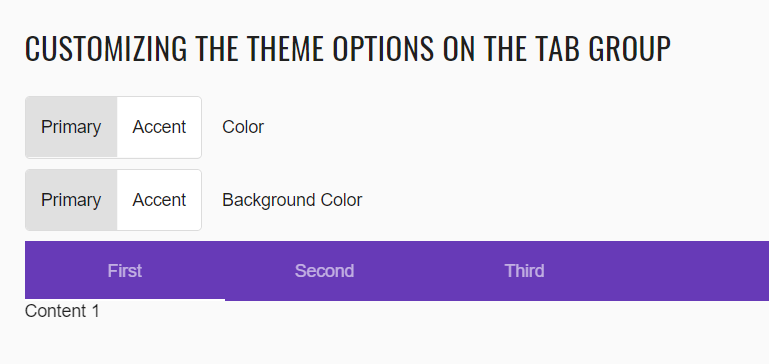 CUSTOMIZING THE THEME OPTIONS ON THE TAB GROUP
Primary Accent Color
Primary Accent Background Color
First Second Third
Content 1